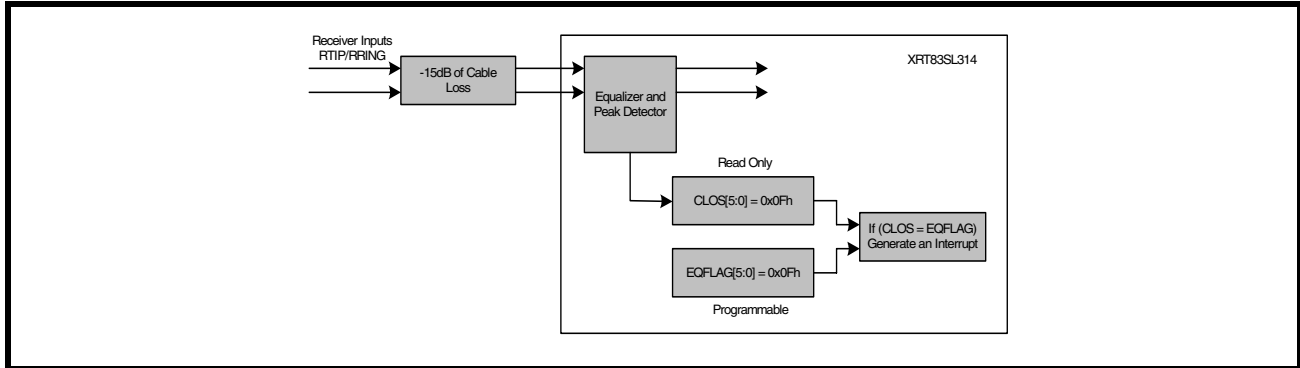 Receiver Inputs
RTIP/RRING
-15dB of Cable
Loss
XRT83SL314
Equalizer and
Peak Detector
Read Only
CLOS[5:0] = 0x0Fh
If (CLOS = EQFLAG)
Generate an Interrupt
EQFLAG[5:0] = 0x0Fh
Programmable